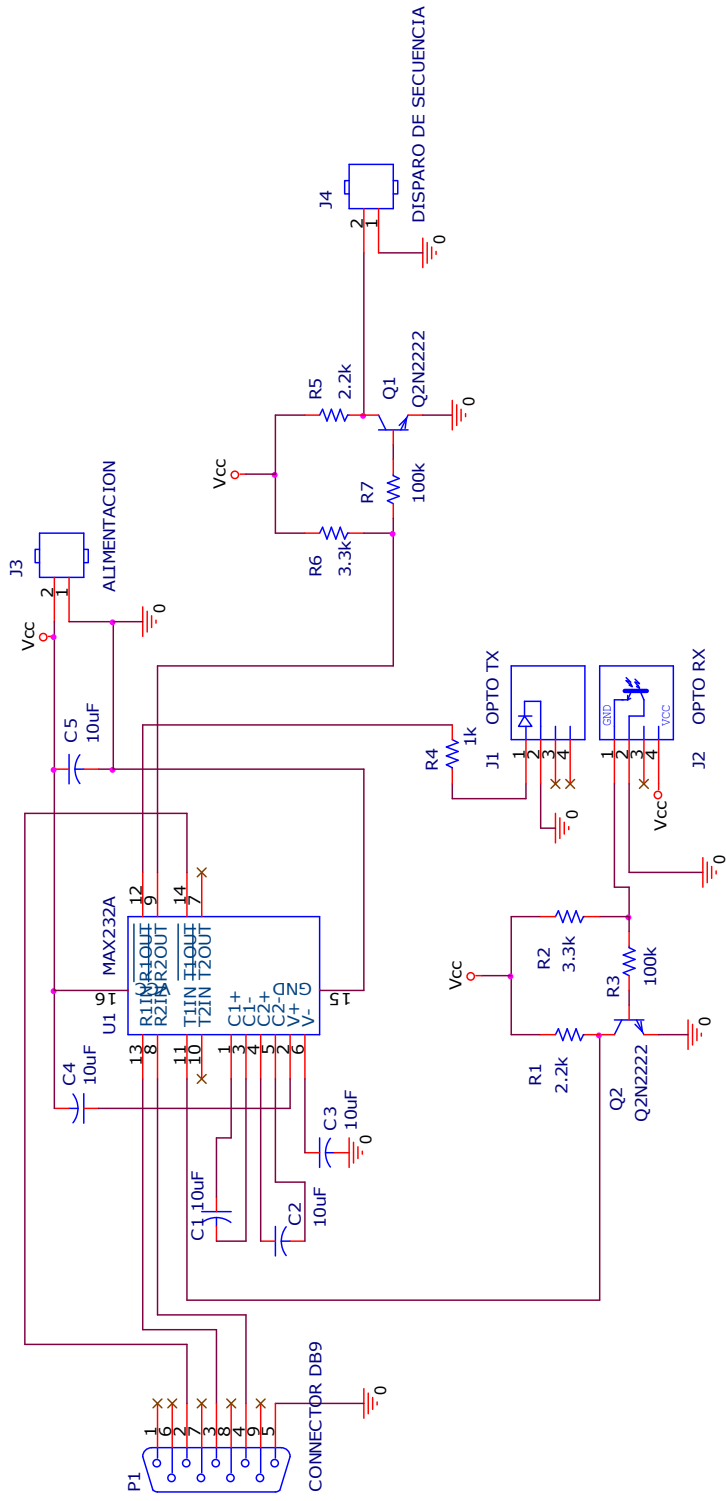 J4
2
1
DISPARO DE SECUENCIA
0
R5
2.2k
Q1
Q2N2222
0
Vcc
R7
100k
R6
3.3k
J3
ALIMENTACION
2
1
Vcc
0
C5
10uF
J1
OPTO TX
1
2
3
4
0
R4
1k
J2
OPTO RX
GND
VCC
1
2
3
4
Vcc
0
R2
3.3k
R3
100k
Vcc
R1
2.2k
Q2
Q2N2222
0
U1
MAX232A
16
VCC
GND
15
13
R1IN
R1OUT
12
8
R2IN
R2OUT
9
11
T1IN
T1OUT
14
10
T2IN
T2OUT
7
1
C1+
3
C1-
4
C2+
5
C2-
2
V+
6
V-
C4
10uF
C3
10uF
0
C1
10uF
C2
10uF
P1
CONNECTOR DB9
1
6
2
7
3
8
4
9
5
0